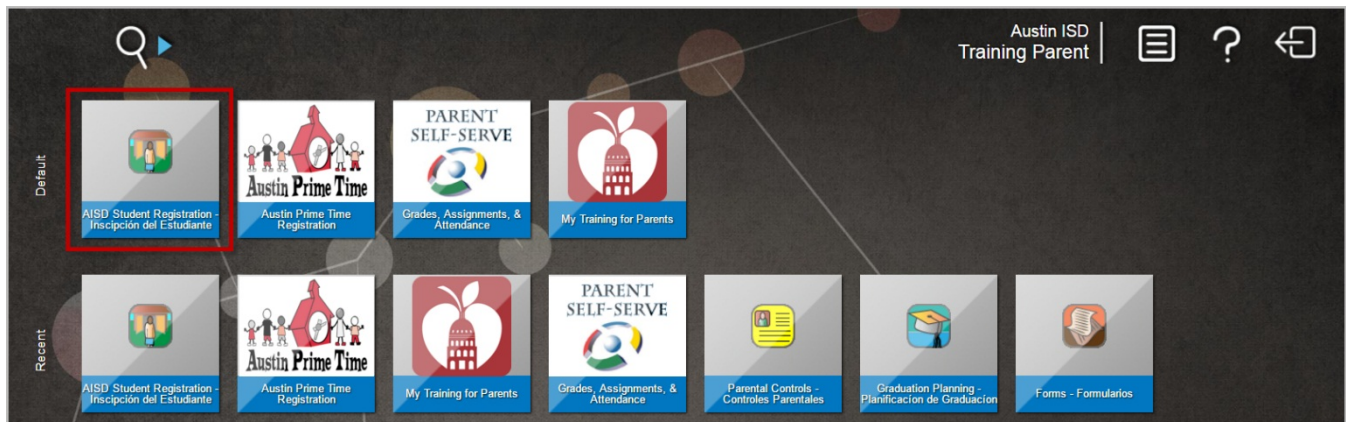 Austin ISD
Training Parent
?
Default
Austin Prime Time
PARENT
SELF-SERVE
AISD Student Registration -
Inscipción del Estudiante
Austin Prime Time
Registration
Grades, Assignments, &
Attendance
My Training for Parents
Recent
Austin Prime Time
PARENT
SELF-SERVE
AISD Student Registration -
Inscipción del Estudiante
Austin Prime Time
Registration
My Training for Parents
Grades, Assignments, &
Attendance
Parental Controls -
Controles Parentales
Graduation Planning -
Planificacíon de Graduacíon
Forms - Formularios